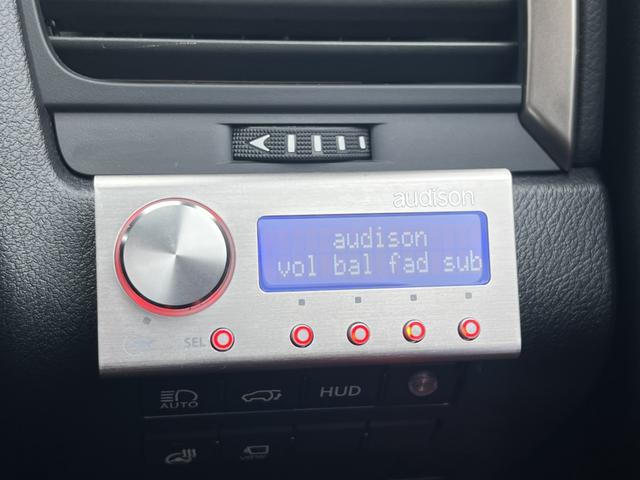 audison
audison
vol bal fad sub
SEL
AUTO
HUD